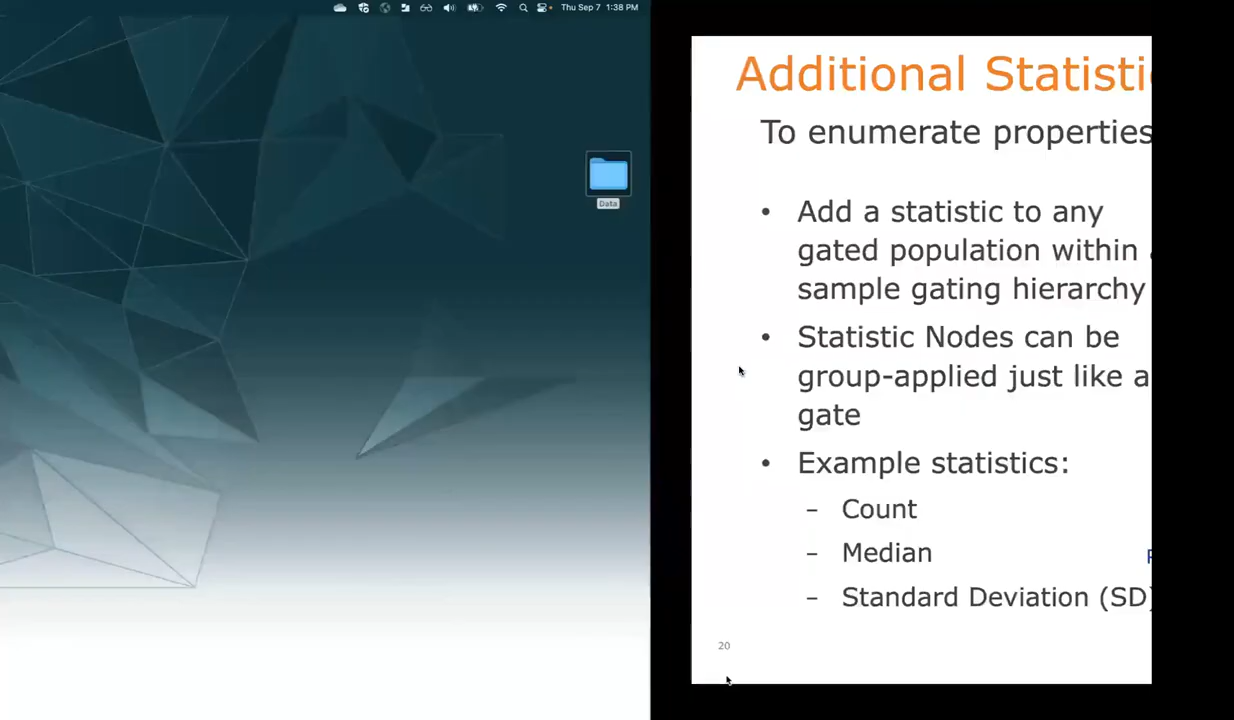 Thu Sep 7 1:38 PM
Data
Additional Statisti
To enumerate properties
• Add a statistic to any
gated population within
sample gating hierarchy
• Statistic Nodes can be
group-applied just like a
gate
• Example statistics:
– Count
– Median
– Standard Deviation (SD)
20